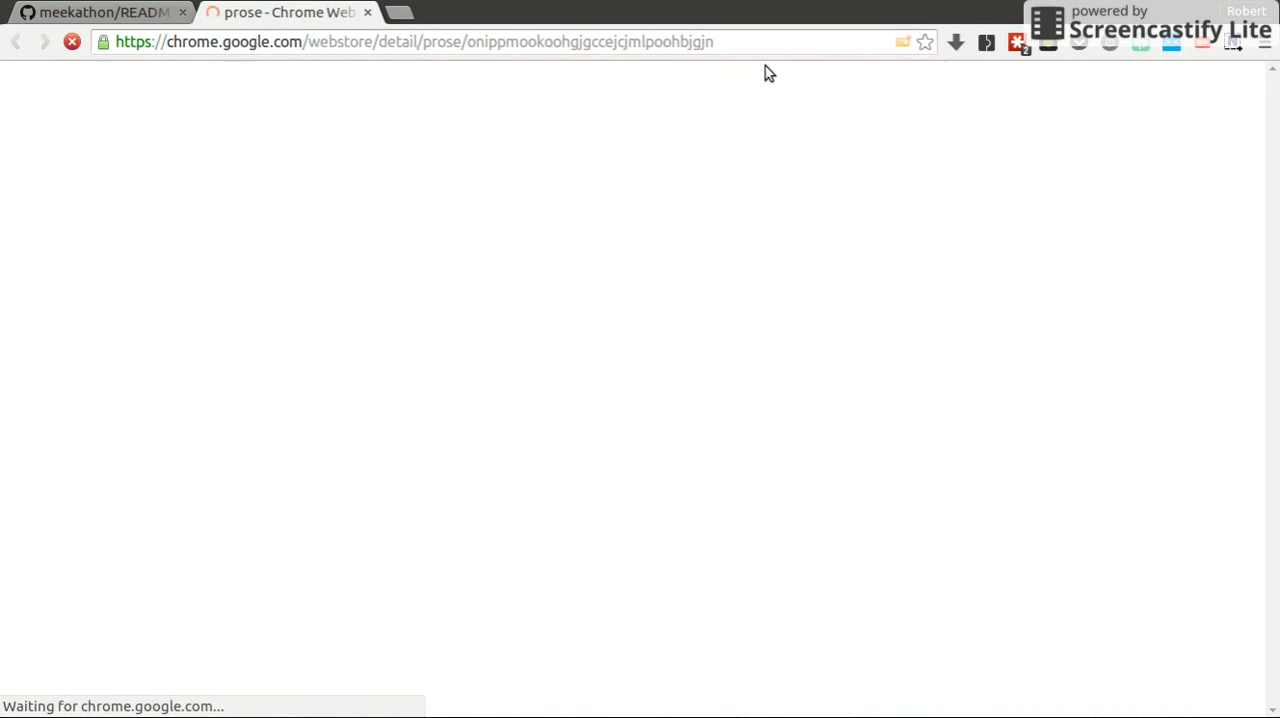 meekathon/READM
prose - Chrome Web
powered by
Robert
Screencastify Lite
https://chrome.google.com/webstore/detail/prose/onippmookoohgjgccejcjmlpoohbjgjn
2
Waiting for chrome.google.com...